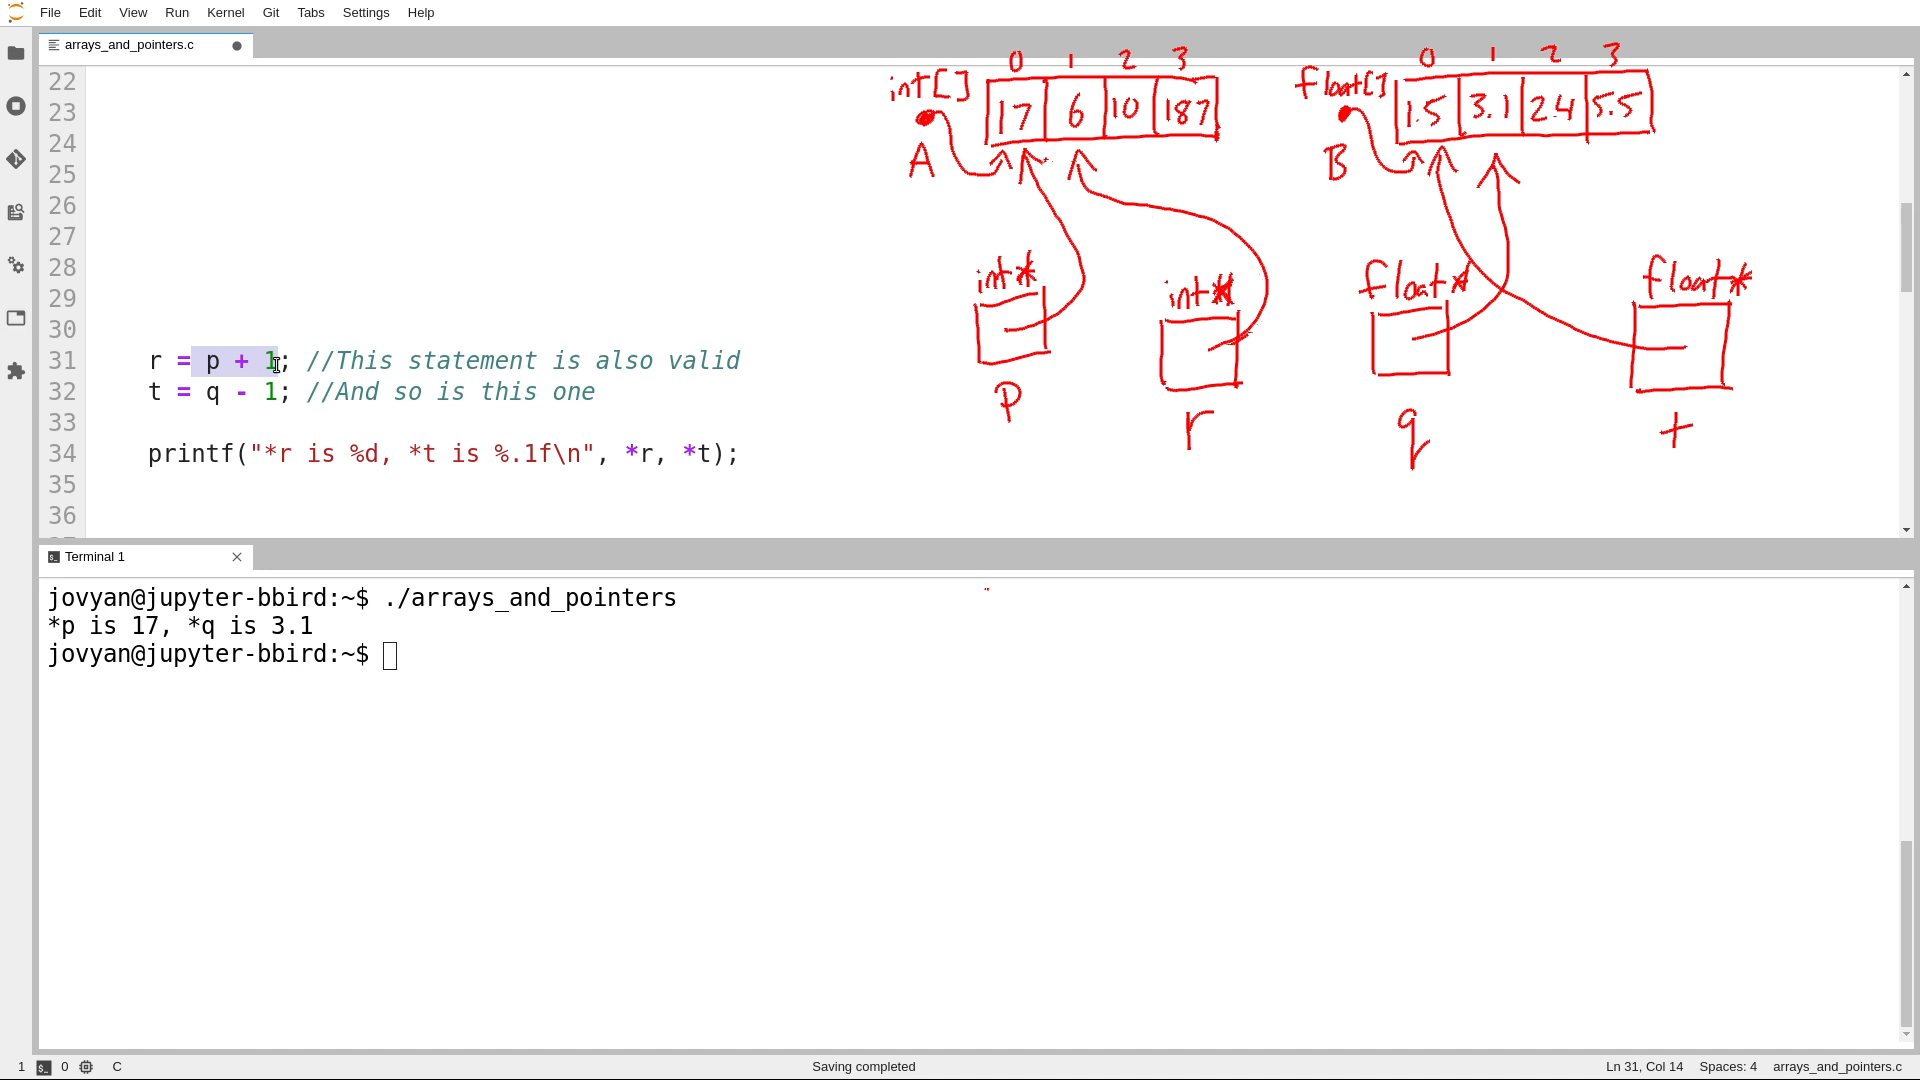 File Edit View Run Kernel Git Tabs Settings Help
arrays_and_pointers.c
0 1 2 3
0 1 2 3
int[]
17 6 10 187
A
float[]
1.5 3.1 2.4 5.5
B
int*
int*
float*
float*
p
r
q
t
22
23
24
25
26
27
28
29
30
31 r = p + 1; //This statement is also valid
32 t = q - 1; //And so is this one
33
34 printf("*r is %d, *t is %.1f\n", *r, *t);
35
36
Terminal 1
jovyan@jupyter-bbird:~$ ./arrays_and_pointers
*p is 17, *q is 3.1
jovyan@jupyter-bbird:~$
1 0 C Saving completed Ln 31, Col 14 Spaces: 4 arrays_and_pointers.c